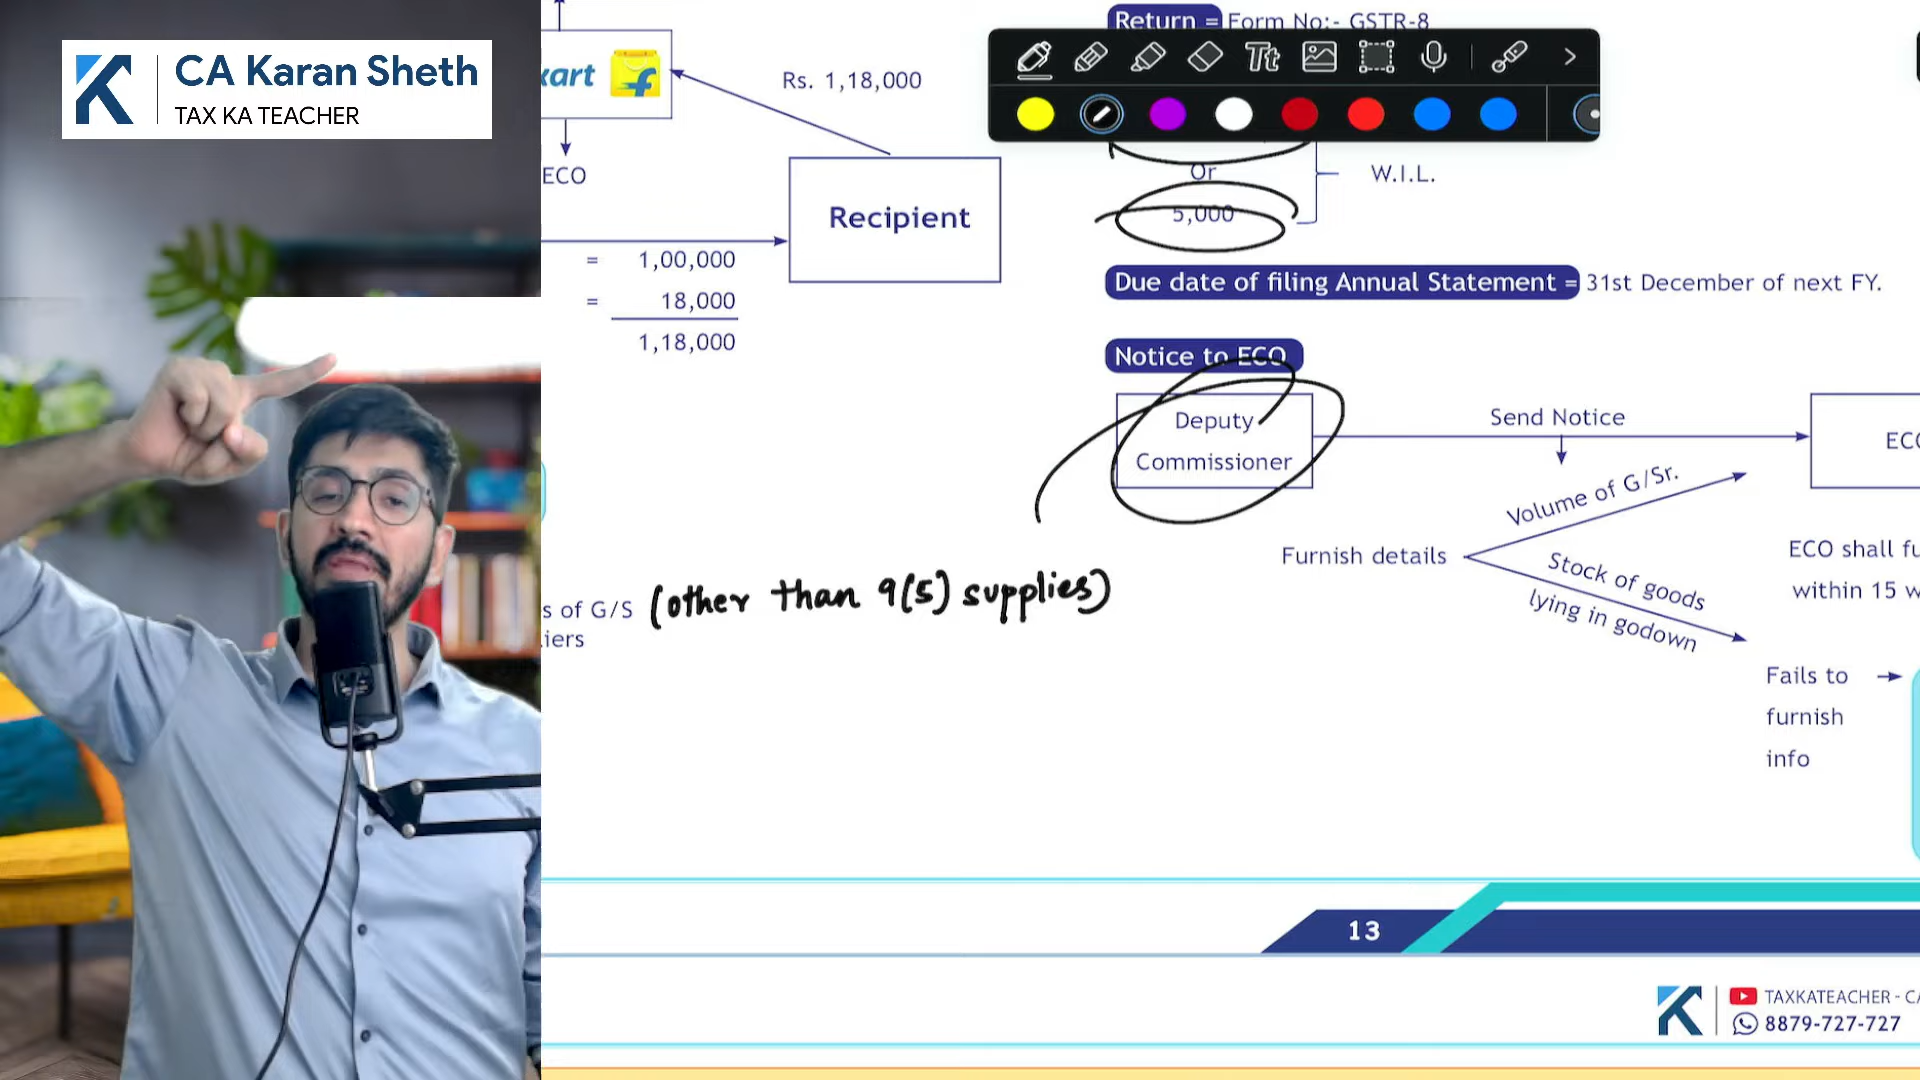 CA Karan Sheth
TAX KA TEACHER
kart
Rs. 1,18,000
ECO
Recipient
= 1,00,000
= 18,000
1,18,000
s of G/S (other than 9(5) supplies)
iers
Return = Form No:- GSTR-8
Tt
Or
5,000
W.I.L.
Due date of filing Annual Statement = 31st December of next FY.
Notice to ECO
Deputy
Commissioner
Send Notice
ECO
Volume of G/Sr.
Furnish details
Stock of goods
lying in godown
ECO shall fu
within 15 w
Fails to
furnish
info
13
TAXKATEACHER - CA
8879-727-727